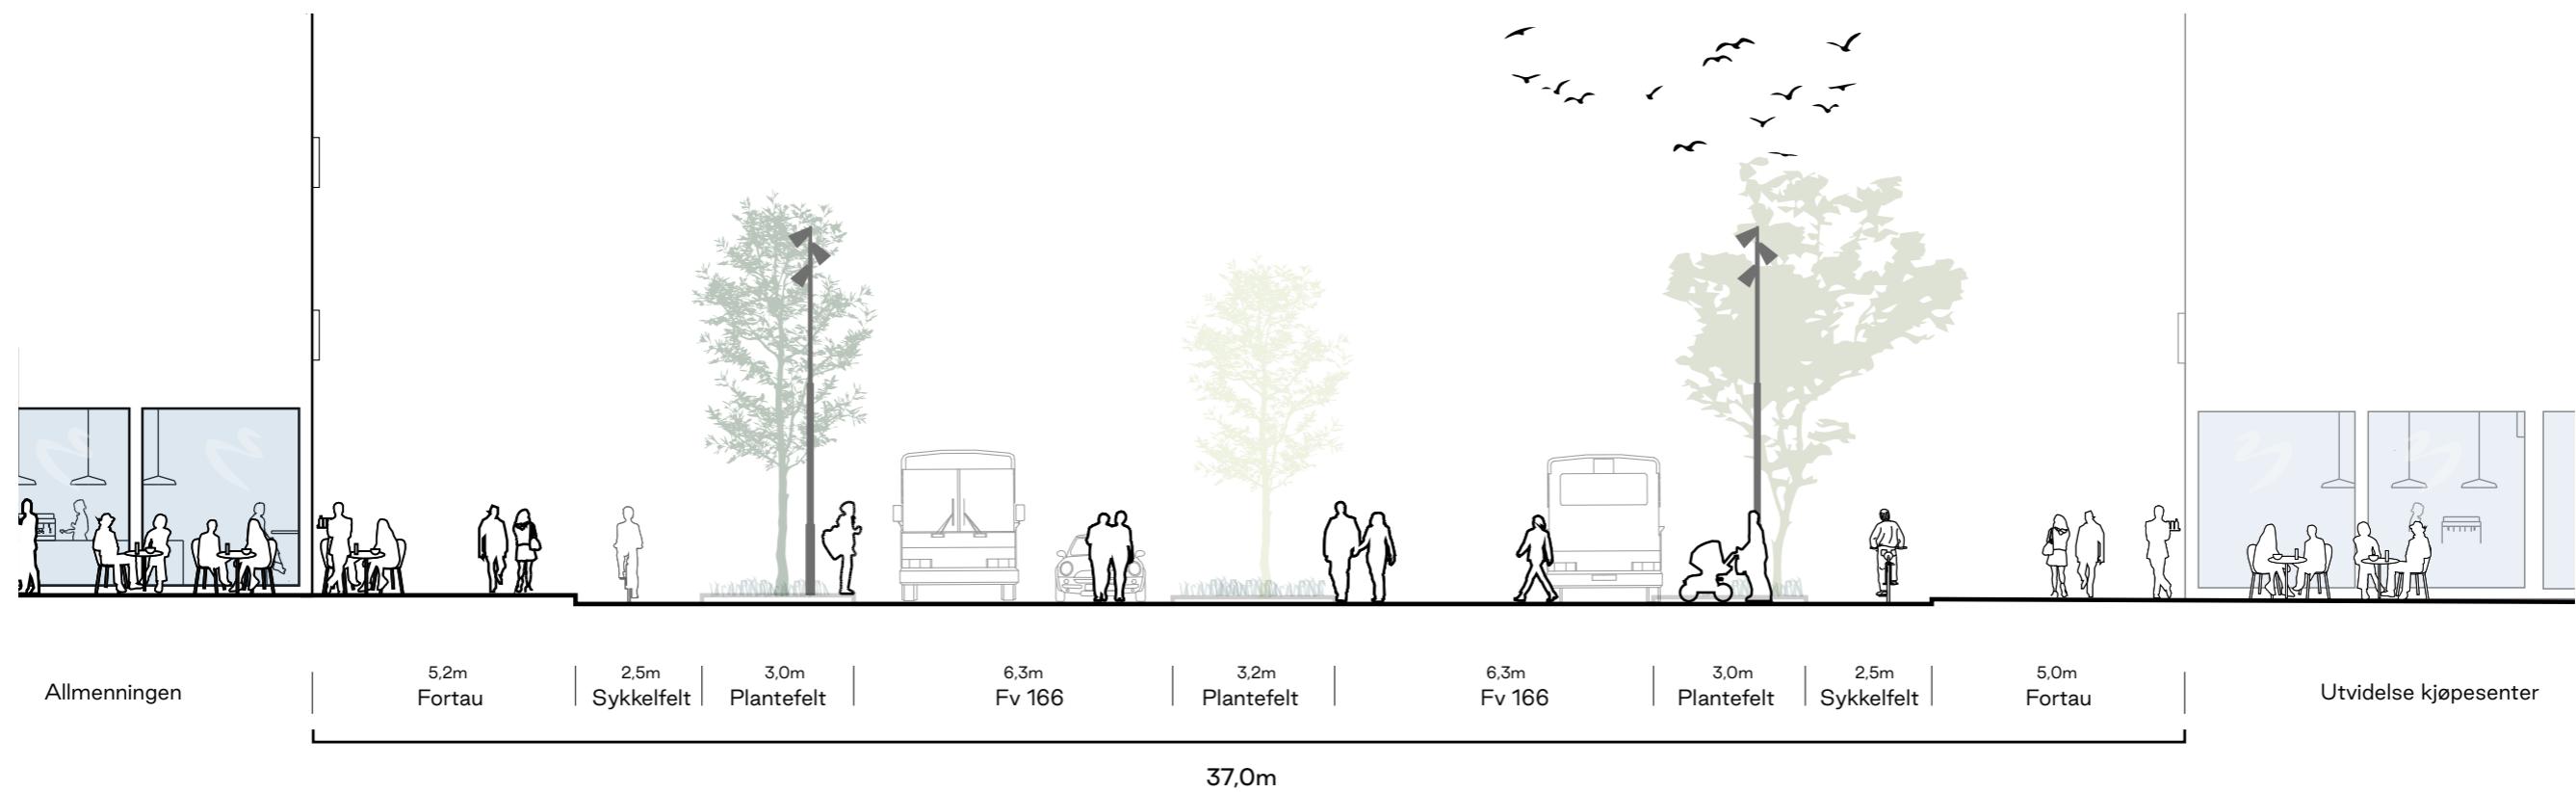 Allmenningen
5,2m
Fortau
2,5m
Sykkelfelt
3,0m
Plantefelt
6,3m
Fv 166
3,2m
Plantefelt
6,3m
Fv 166
3,0m
Plantefelt
2,5m
Sykkelfelt
5,0m
Fortau
Utvidelse kjøpesenter
37,0m